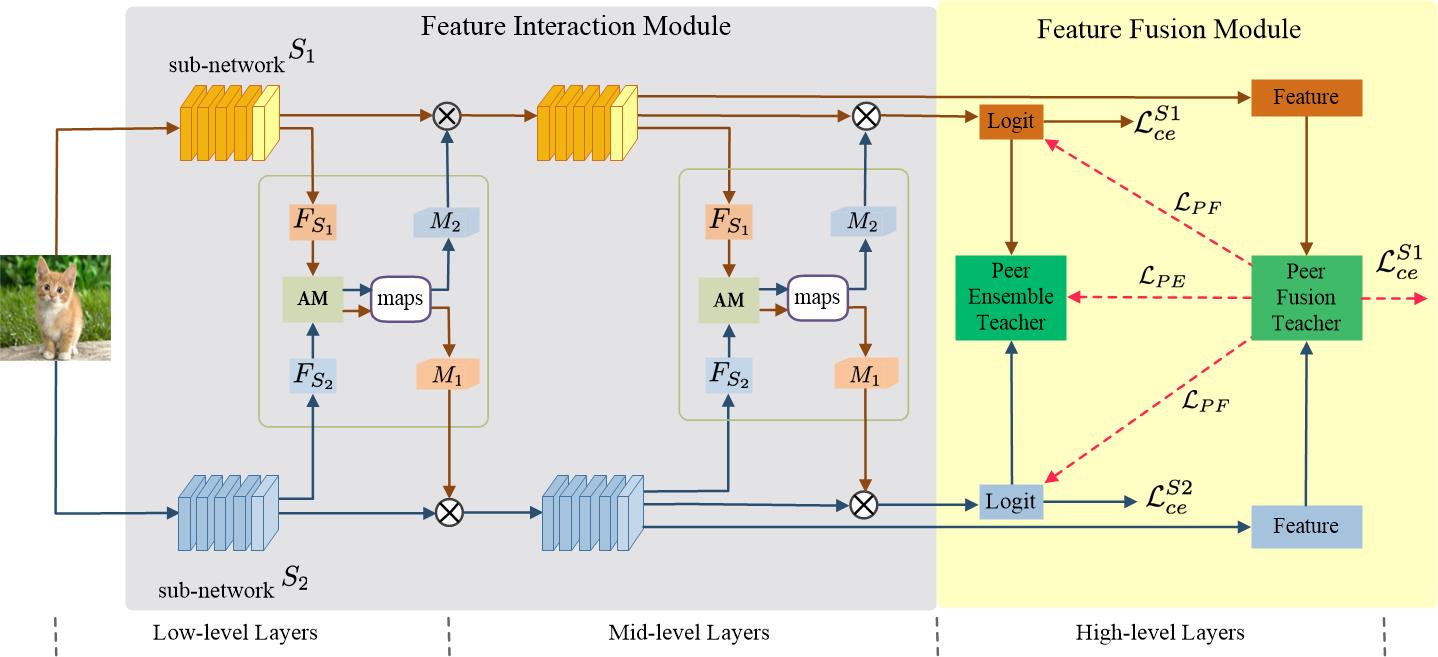 Feature Interaction Module
Feature Fusion Module
sub-network S_1
Feature
Logit
\mathcal{L}_{ce}^{S1}
F_{S_1}
M_2
F_{S_1}
M_2
\mathcal{L}_{PF}
AM
maps
AM
maps
Peer
Ensemble
Teacher
\mathcal{L}_{PE}
Peer
Fusion
Teacher
\mathcal{L}_{ce}^{S1}
F_{S_2}
M_1
F_{S_2}
M_1
\mathcal{L}_{PF}
Logit
\mathcal{L}_{ce}^{S2}
Feature
sub-network S_2
Low-level Layers
Mid-level Layers
High-level Layers